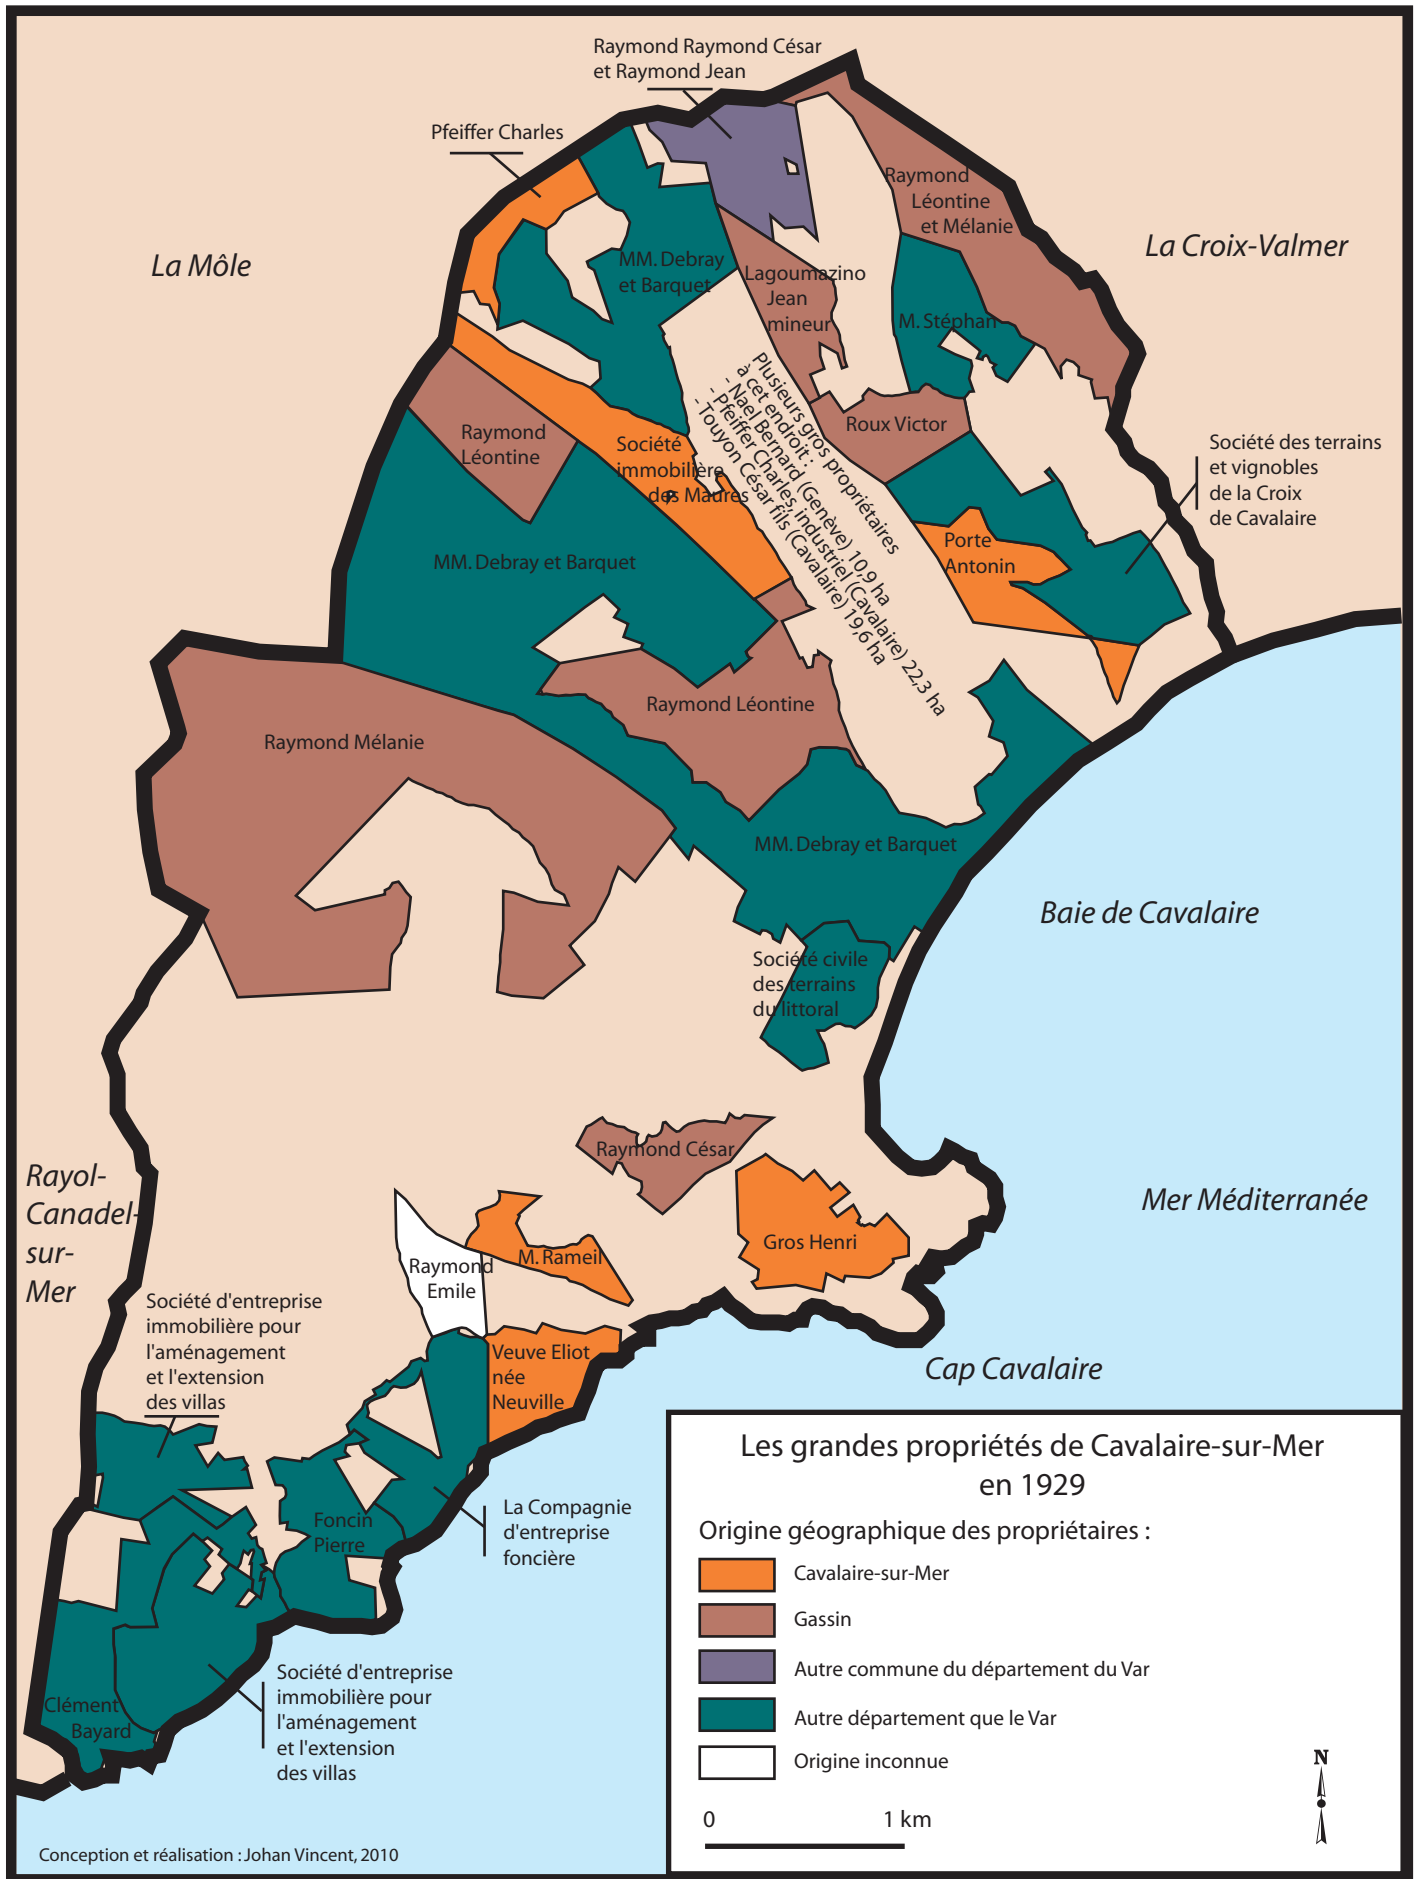 Raymond Raymond César
et Raymond Jean
Pfeiffer Charles
La Môle
La Croix-Valmer
Raymond
Léontine
et Mélanie
MM. Debray
et Barquet
Lagoumazino
Jean
mineur
M. Stéphan
Plusieurs gros propriétaires
à cet endroit :
- Nael Bernard (Genève) 10,9 ha
- Pfeiffer Charles, industriel (Cavalaire) 22,3 ha
- Touyon César fils (Cavalaire) 19,6 ha
Raymond
Léontine
Société
immobilière
des Maures
Roux Victor
Société des terrains
et vignobles
de la Croix
de Cavalaire
Porte
Antonin
MM. Debray et Barquet
Raymond Léontine
Raymond Mélanie
MM. Debray et Barquet
Baie de Cavalaire
Société civile
des terrains
du littoral
Raymond César
Rayol-
Canadel-
sur-
Mer
Mer Méditerranée
Gros Henri
M. Rameil
Raymond
Emile
Société d'entreprise
immobilière pour
l'aménagement
et l'extension
des villas
Veuve Eliot
née
Neuville
Cap Cavalaire
Foncin
Pierre
La Compagnie
d'entreprise
foncière
Clément
Bayard
Société d'entreprise
immobilière pour
l'aménagement
et l'extension
des villas
Les grandes propriétés de Cavalaire-sur-Mer
en 1929
Origine géographique des propriétaires :
Cavalaire-sur-Mer
Gassin
Autre commune du département du Var
Autre département que le Var
Origine inconnue
N
0 1 km
Conception et réalisation : Johan Vincent, 2010